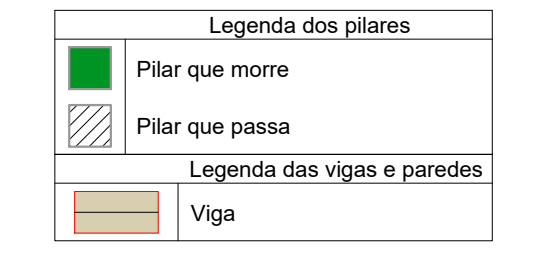 Legenda dos pilares
Pilar que morre
Pilar que passa
Legenda das vigas e paredes
Viga